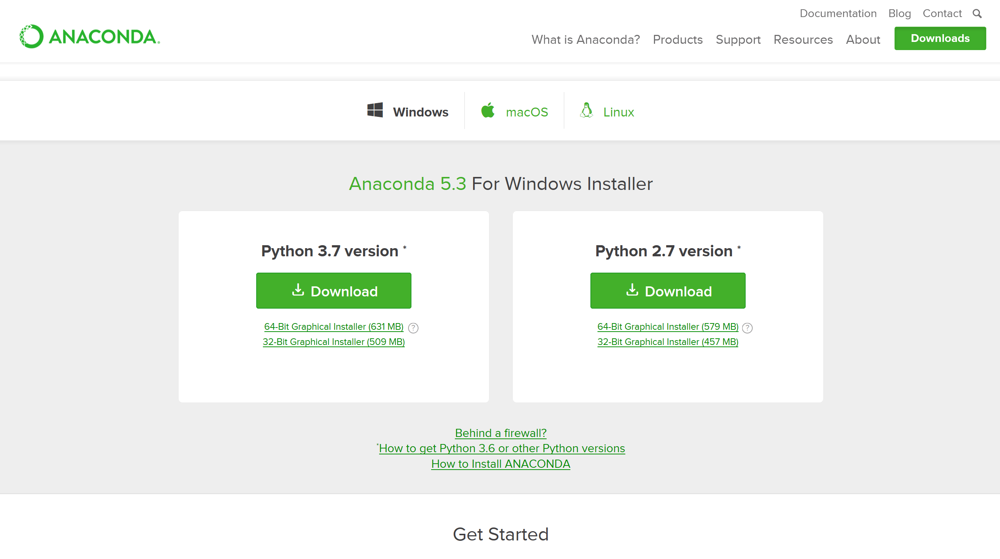 Documentation Blog Contact
ANACONDA®
What is Anaconda? Products Support Resources About Downloads
Windows macOS Linux
Anaconda 5.3 For Windows Installer
Python 3.7 version *
Download
64-Bit Graphical Installer (631 MB) ?
32-Bit Graphical Installer (509 MB)
Python 2.7 version *
Download
64-Bit Graphical Installer (579 MB) ?
32-Bit Graphical Installer (457 MB)
Behind a firewall?
*How to get Python 3.6 or other Python versions
How to Install ANACONDA
Get Started